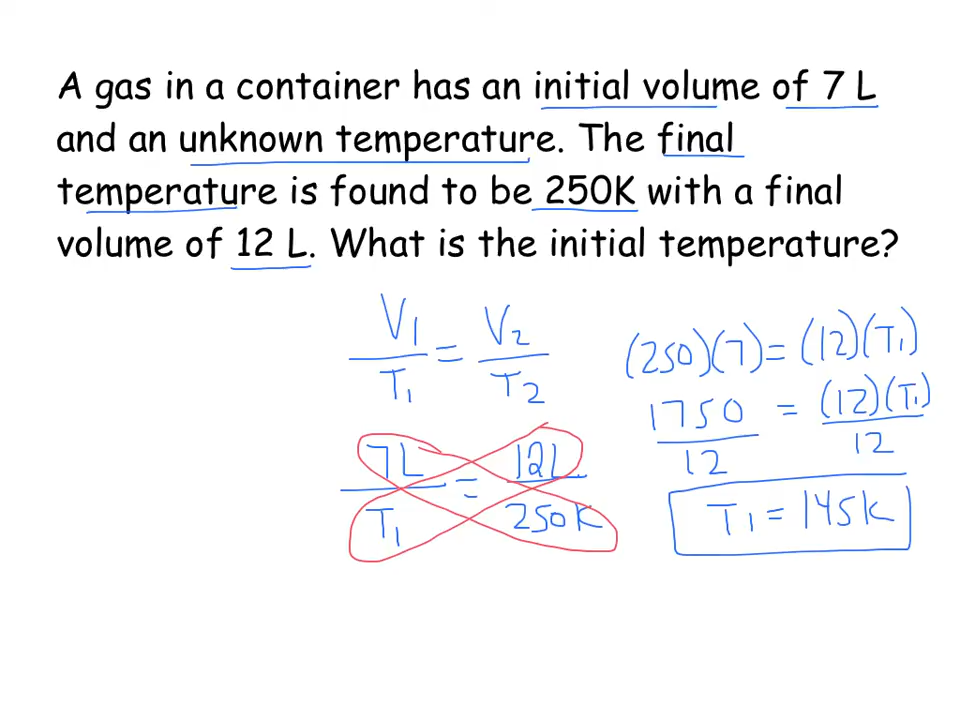 A gas in a container has an initial volume of 7 L
and an unknown temperature. The final
temperature is found to be 250K with a final
volume of 12 L. What is the initial temperature?
V1/T1 = V2/T2
7L/T1 = 12L/250K
(250)(7) = (12)(T1)
1750/12 = (12)(T1)/12
T1 = 145K